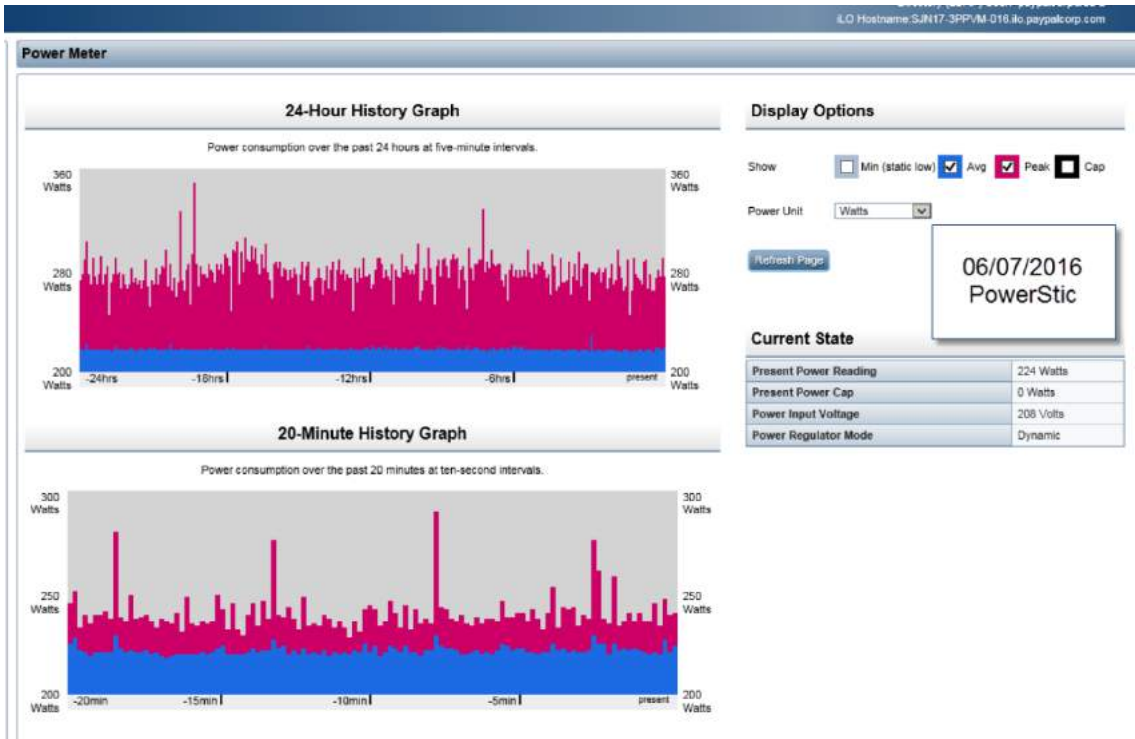 iLO Hostname:SJN17-3PPVM-016.ilo.paypalcorp.com
Power Meter
24-Hour History Graph
Power consumption over the past 24 hours at five-minute intervals.
360
Watts
360
Watts
280
Watts
280
Watts
200
Watts
200
Watts
-24hrs
-18hrs
-12hrs
-6hrs
present
20-Minute History Graph
Power consumption over the past 20 minutes at ten-second intervals.
300
Watts
300
Watts
250
Watts
250
Watts
200
Watts
200
Watts
-20min
-15min
-10min
-5min
present
Display Options
Show Min (static low) Avg Peak Cap
Power Unit Watts
Refresh Page
06/07/2016
PowerStic
Current State
Present Power Reading 224 Watts
Present Power Cap 0 Watts
Power Input Voltage 208 Volts
Power Regulator Mode Dynamic